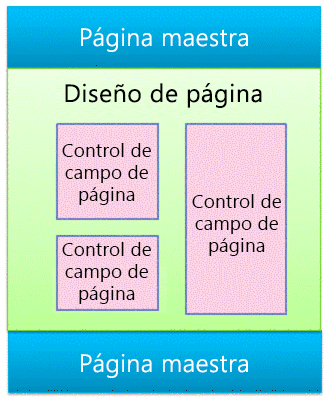 Página maestra
Diseño de página
Control de
campo de
página
Control de
campo de
página
Control de
campo de
página
Página maestra